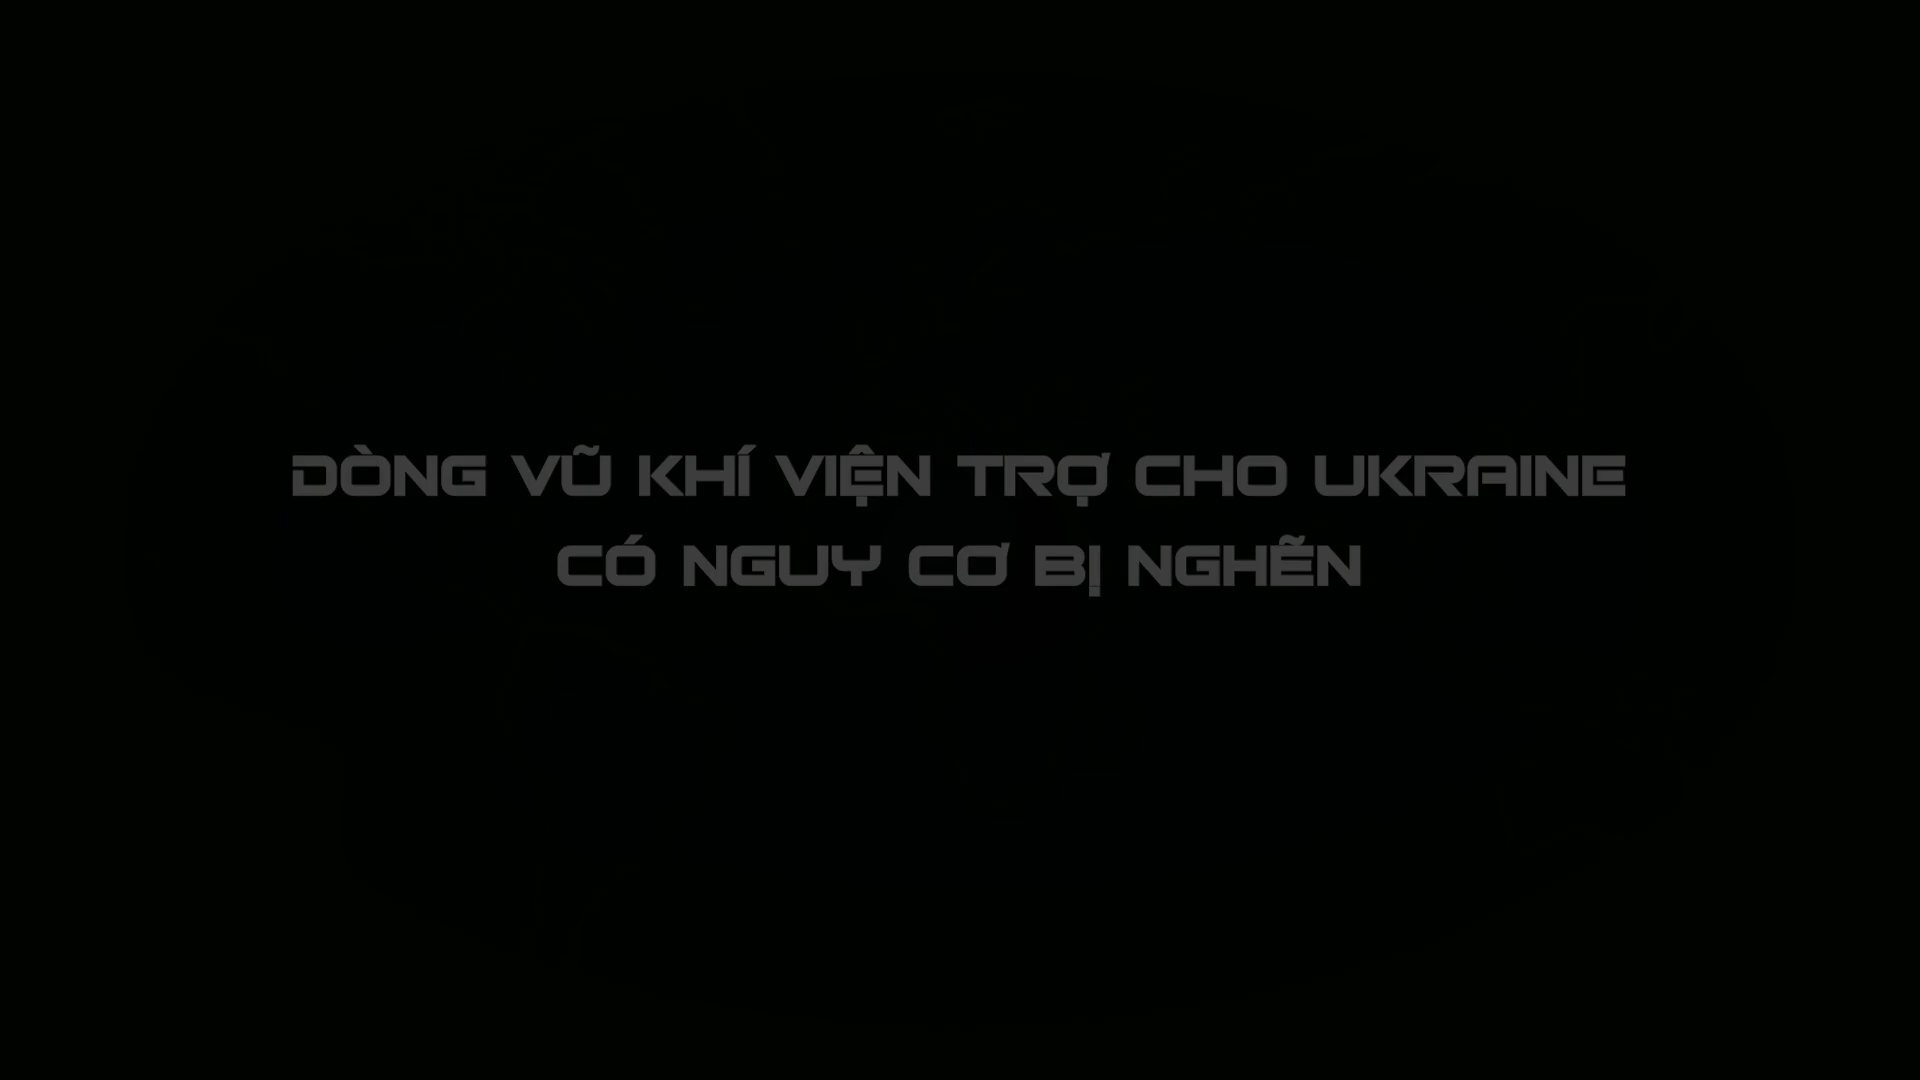 DÒNG VŨ KHÍ VIỆN TRỢ CHO UKRAINE
CÓ NGUY CƠ BỊ NGHẼN